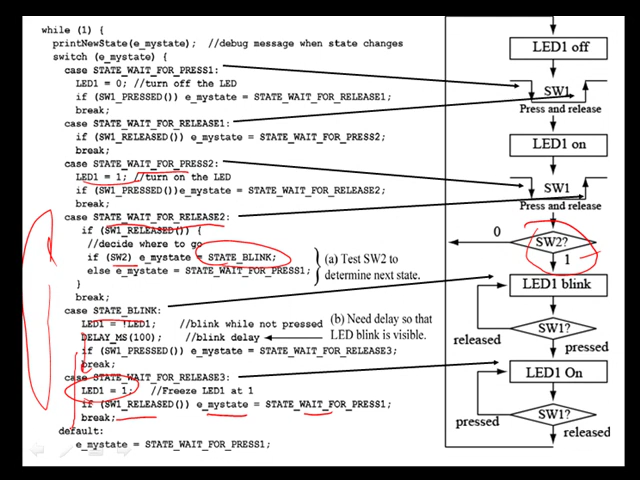 while (1) {
printNewState(e_mystate); //debug message when state changes
switch (e_mystate) {
case STATE_WAIT_FOR_PRESS1:
LED1 = 0; //turn off the LED
if (SW1_PRESSED()) e_mystate = STATE_WAIT_FOR_RELEASE1;
break;
case STATE_WAIT_FOR_RELEASE1:
if (SW1_RELEASED()) e_mystate = STATE_WAIT_FOR_PRESS2;
break;
case STATE_WAIT_FOR_PRESS2:
LED1 = 1; //turn on the LED
if (SW1_PRESSED())e_mystate = STATE_WAIT_FOR_RELEASE2;
break;
case STATE_WAIT_FOR_RELEASE2:
if (SW1_RELEASED()) {
//decide where to go
if (SW2) e_mystate = STATE_BLINK;
else e_mystate = STATE_WAIT_FOR_PRESS1;
}
break;
case STATE_BLINK:
LED1 = !LED1; //blink while not pressed
DELAY_MS(100); //blink delay
if (SW1_PRESSED()) e_mystate = STATE_WAIT_FOR_RELEASE3;
break;
case STATE_WAIT_FOR_RELEASE3:
LED1 = 1; //Freeze LED1 at 1
if (SW1_RELEASED()) e_mystate = STATE_WAIT_FOR_PRESS1;
break;
default:
e_mystate = STATE_WAIT_FOR_PRESS1;
(a) Test SW2 to
determine next state.
(b) Need delay so that
LED blink is visible.
LED1 off
SW1
Press and release
LED1 on
SW1
Press and release
0
SW2?
1
LED1 blink
SW1?
released
pressed
LED1 On
SW1?
pressed
released